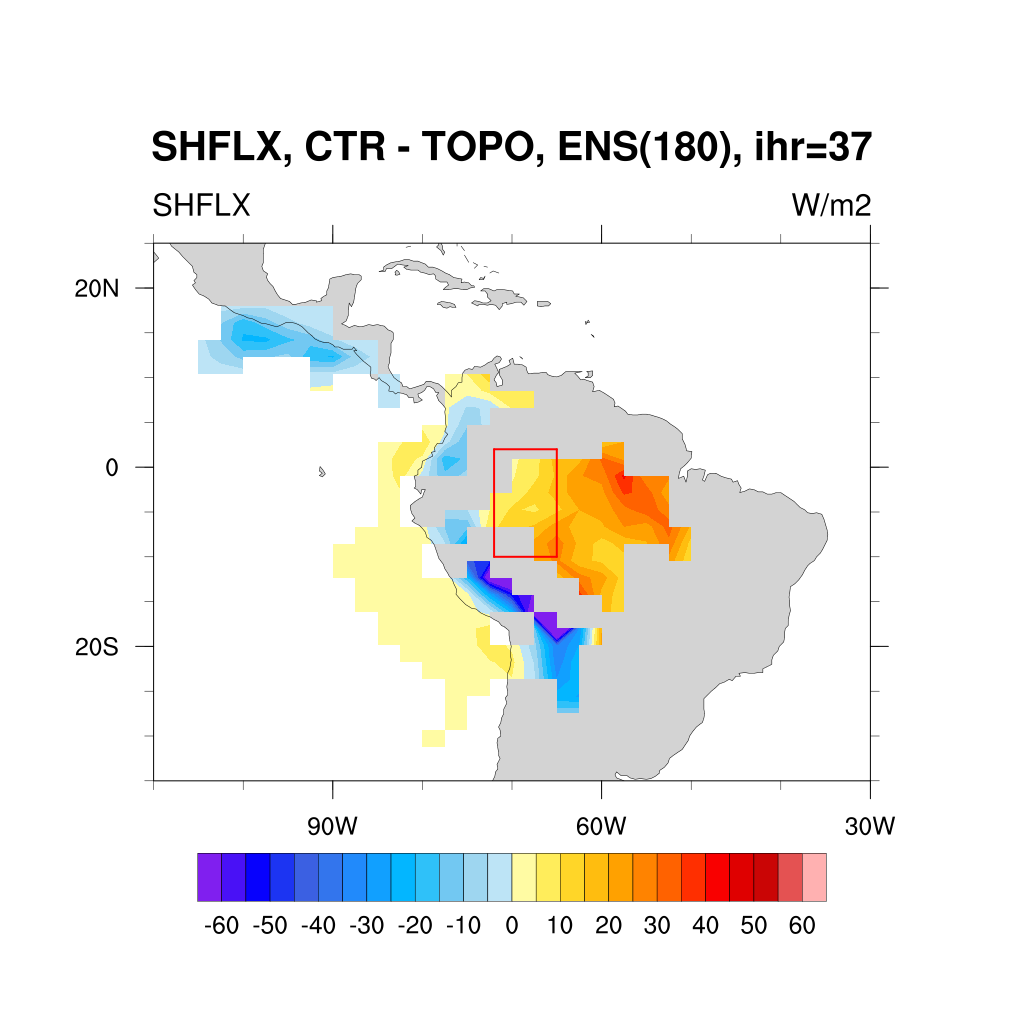 SHFLX, CTR - TOPO, ENS(180), ihr=37
SHFLX W/m2
20N
0
20S
90W 60W 30W
-60 -50 -40 -30 -20 -10 0 10 20 30 40 50 60